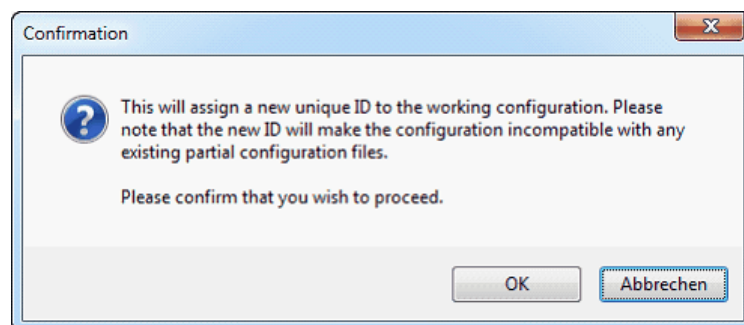 Confirmation
This will assign a new unique ID to the working configuration. Please
note that the new ID will make the configuration incompatible with any
existing partial configuration files.
Please confirm that you wish to proceed.
OK
Abbrechen